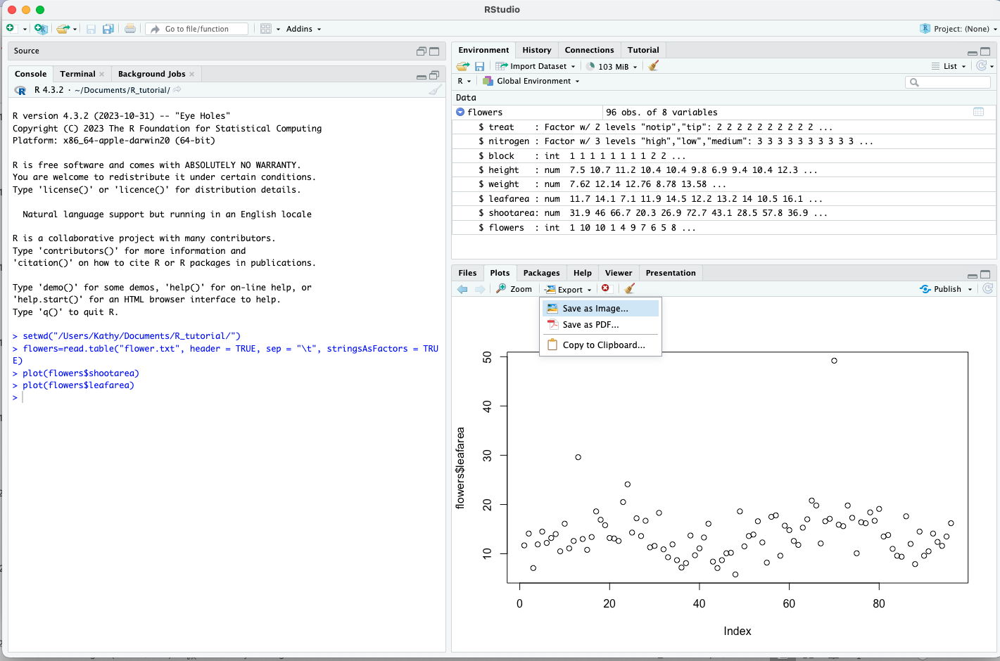 RStudio
Go to file/function
Addins
Project: (None)
Source
Console Terminal Background Jobs
R 4.3.2 · ~/Documents/R_tutorial/
R version 4.3.2 (2023-10-31) -- "Eye Holes"
Copyright (C) 2023 The R Foundation for Statistical Computing
Platform: x86_64-apple-darwin20 (64-bit)
R is free software and comes with ABSOLUTELY NO WARRANTY.
You are welcome to redistribute it under certain conditions.
Type 'license()' or 'licence()' for distribution details.
Natural language support but running in an English locale
R is a collaborative project with many contributors.
Type 'contributors()' for more information and
'citation()' on how to cite R or R packages in publications.
Type 'demo()' for some demos, 'help()' for on-line help, or
'help.start()' for an HTML browser interface to help.
Type 'q()' to quit R.
> setwd("/Users/Kathy/Documents/R_tutorial/")
> flowers=read.table("flower.txt", header = TRUE, sep = "\t", stringsAsFactors = TRU
E)
> plot(flowers$shootarea)
> plot(flowers$leafarea)
>
Environment History Connections Tutorial
Import Dataset 103 MiB List
R Global Environment
Data
flowers 96 obs. of 8 variables
$ treat : Factor w/ 2 levels "notip","tip": 2 2 2 2 2 2 2 2 2 2 ...
$ nitrogen : Factor w/ 3 levels "high","low","medium": 3 3 3 3 3 3 3 3 3 3 ...
$ block : int 1 1 1 1 1 1 1 1 2 2 ...
$ height : num 7.5 10.7 11.2 10.4 10.4 9.8 6.9 9.4 10.4 12.3 ...
$ weight : num 7.62 12.14 12.76 8.78 13.58 ...
$ leafarea : num 11.7 14.1 7.1 11.9 14.5 12.2 13.2 14 10.5 16.1 ...
$ shootarea: num 31.9 46 66.7 20.3 26.9 72.7 43.1 28.5 57.8 36.9 ...
$ flowers : int 1 10 10 1 4 9 7 6 5 8 ...
Files Plots Packages Help Viewer Presentation
Zoom Export Publish
Save as Image...
Save as PDF...
Copy to Clipboard...
flowers$leafarea
50
40
30
20
10
0 20 40 60 80
Index